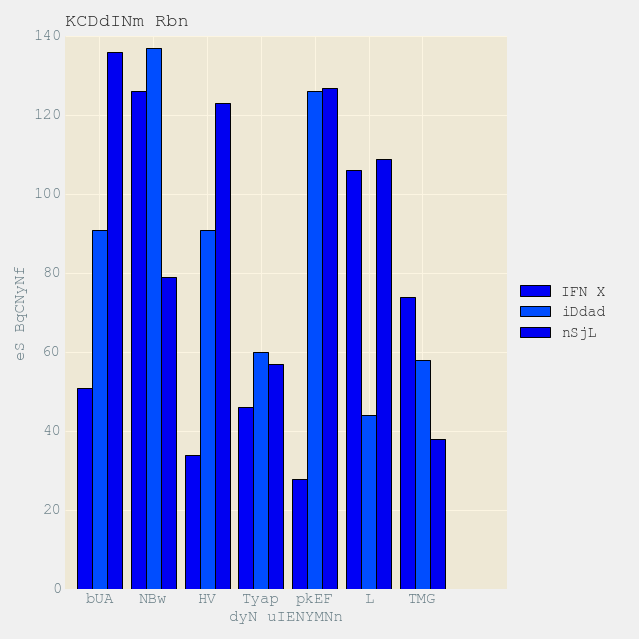 KCDdINm Rbn
140
120
100
80
60
40
20
0
eS BqCNyNf
bUA NBw HV Tyap pkEF L TMG
dyN uIENYMNn
IFN X
iDdad
nSjL